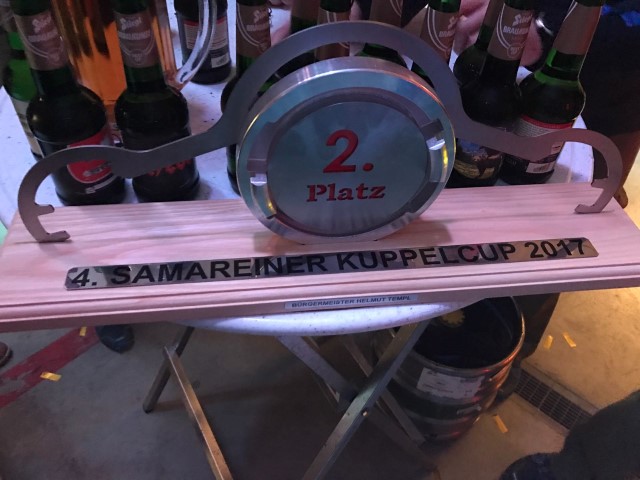 2.
Platz
4. SAMAREINER KUPPELCUP 2017
BÜRGERMEISTER HELMUT TEMPL